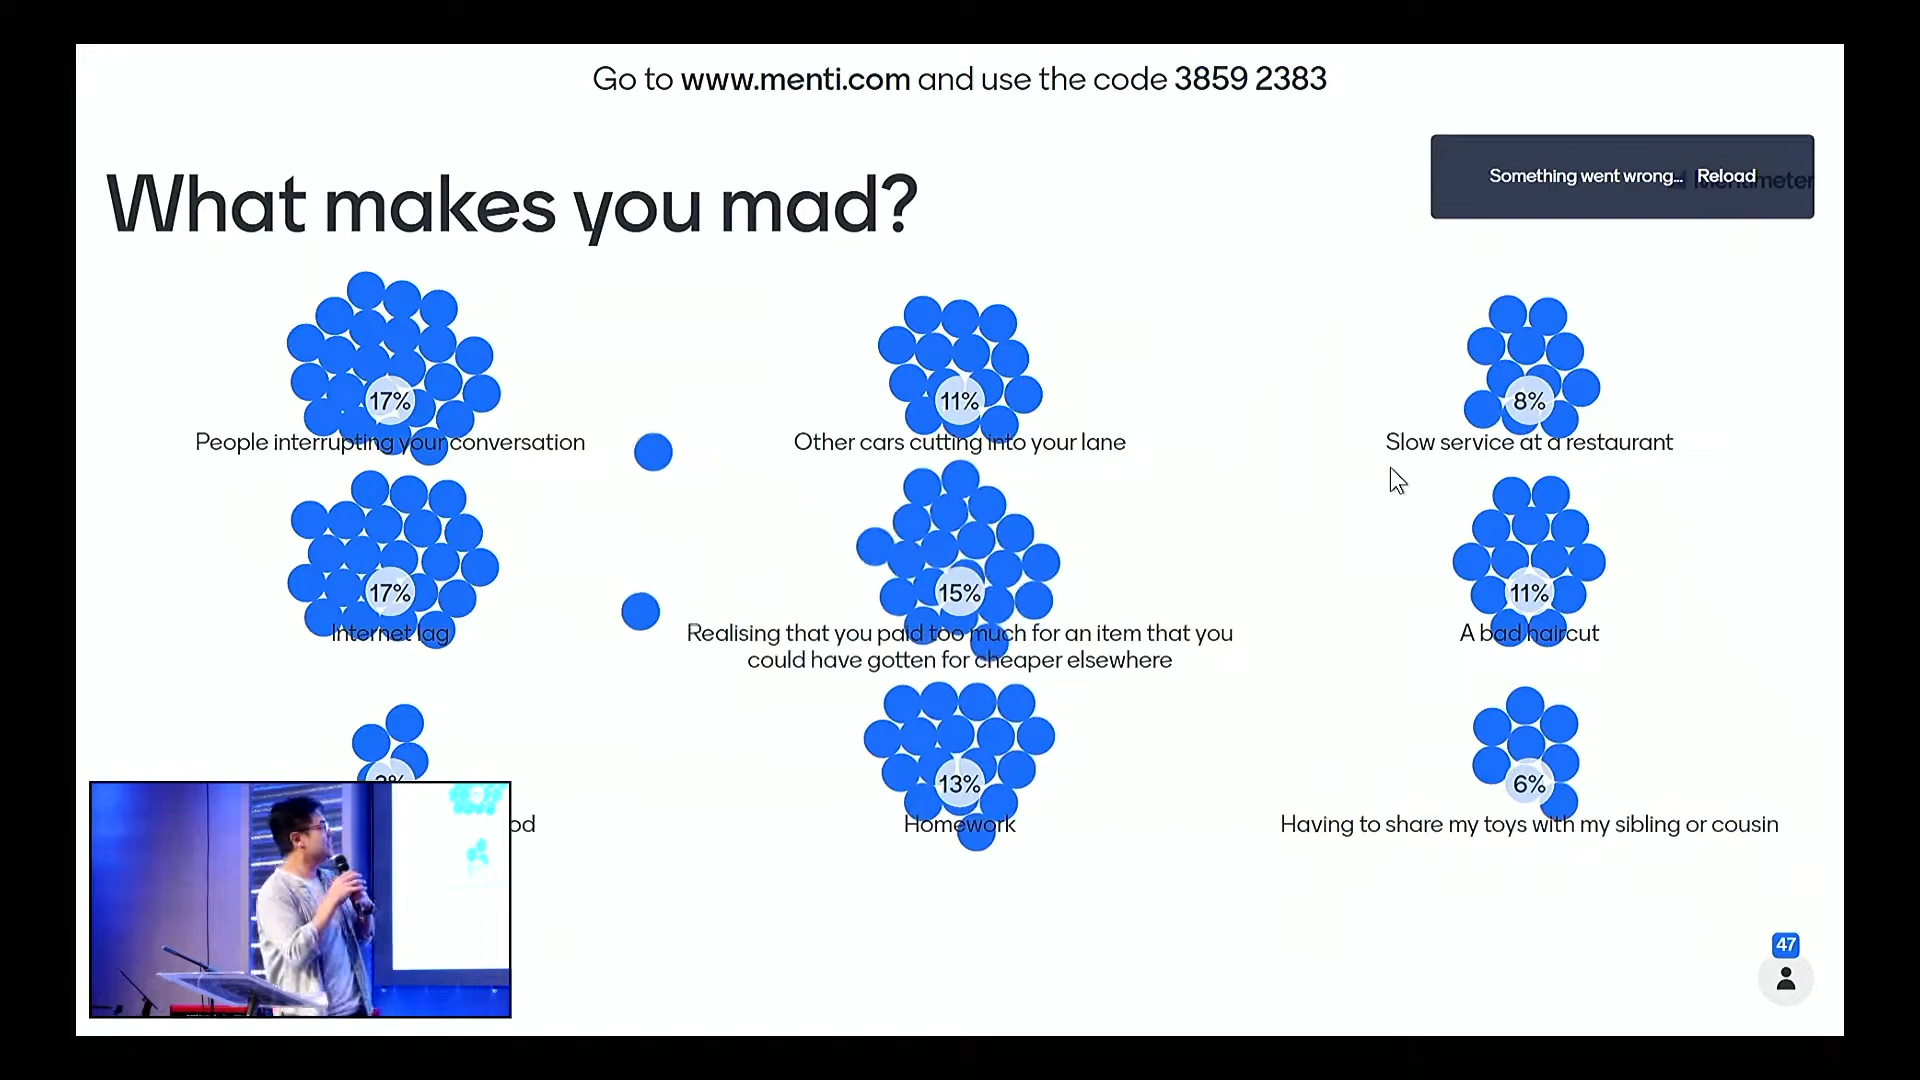 Go to www.menti.com and use the code 3859 2383
Something went wrong... Reload
Mentimeter
What makes you mad?
17%
People interrupting your conversation
11%
Other cars cutting into your lane
8%
Slow service at a restaurant
17%
Internet lag
15%
Realising that you paid too much for an item that you
could have gotten for cheaper elsewhere
11%
A bad haircut
13%
Homework
6%
Having to share my toys with my sibling or cousin
47